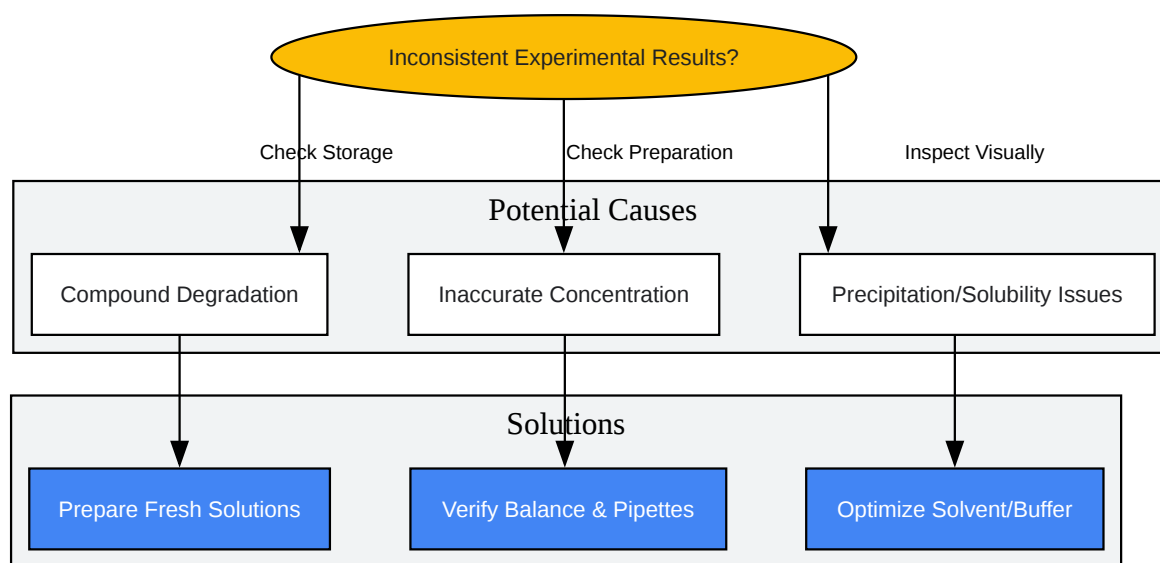 Inconsistent Experimental Results?
Check Storage
Check Preparation
Inspect Visually
Potential Causes
Compound Degradation
Inaccurate Concentration
Precipitation/Solubility Issues
Solutions
Prepare Fresh Solutions
Verify Balance & Pipettes
Optimize Solvent/Buffer